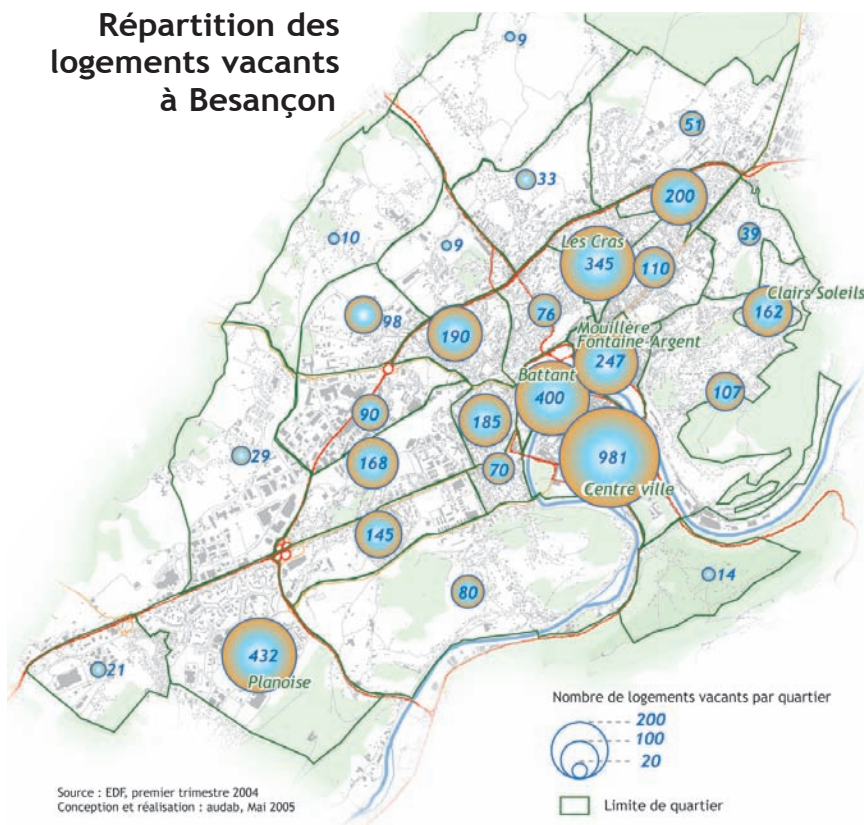 Répartition des
logements vacants
à Besançon
9
51
33
200
39
10
9
Les Cras
345
110
Clairs Soleils
162
98
76
190
Mouillère
Fontaine Argent
247
Battant
400
107
90
185
981
29
168
70
Centre ville
145
14
80
432
21
Planoise
Nombre de logements vacants par quartier
200
100
20
Source : EDF, premier trimestre 2004
Conception et réalisation : audab, Mai 2005
Limite de quartier